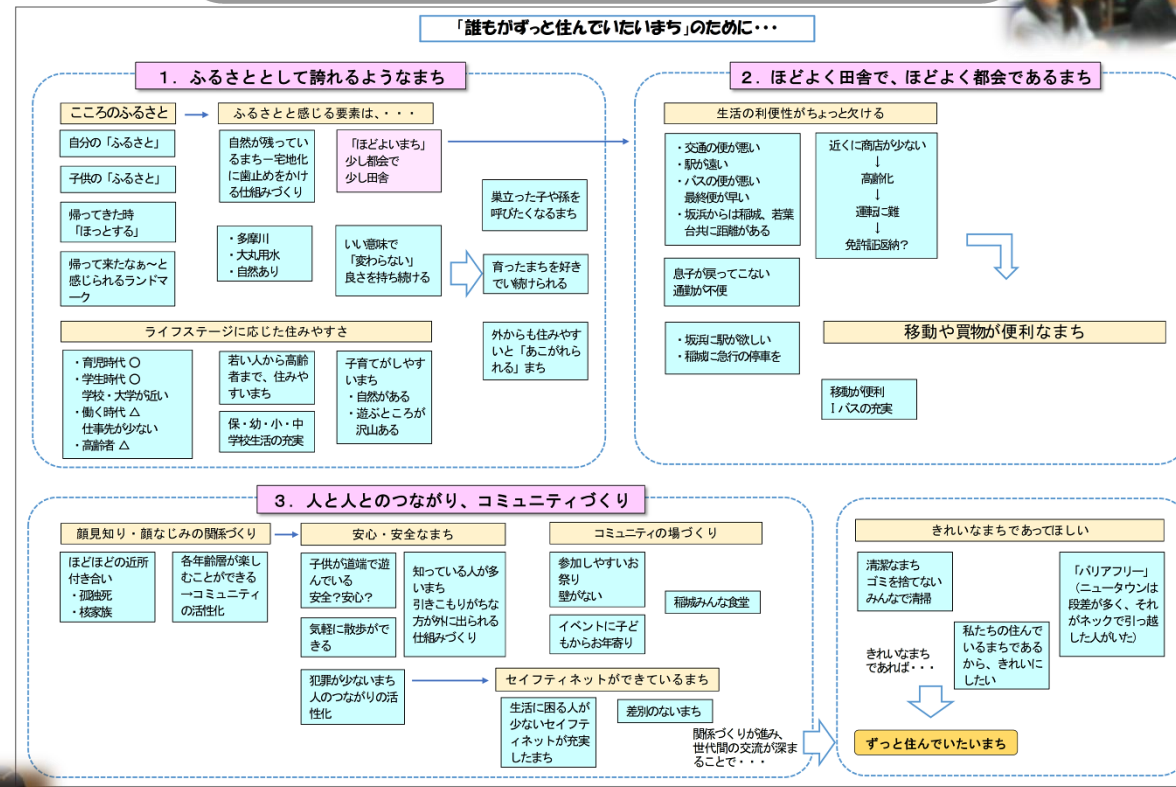 「誰もがずっと住んでいたいまち」のために・・・
１．ふるさととして誇れるようなまち
こころのふるさと
自分の「ふるさと」
子供の「ふるさと」
帰ってきた時
「ほっとする」
帰って来たなぁ～と
感じられるランドマ
ーク
ふるさとと感じる要素は、・・・
自然が残ってい
るまち－宅地化
に歯止めをかけ
る仕組みづくり
「ほどよいまち」
少し都会で
少し田舎
・多摩川
・大丸用水
・自然あり
いい意味で
「変わらない」
良さを持ち続ける
巣立った子や孫を
呼びたくなるまち
育ったまちを好き
でい続けられる
外からも住みやす
いと「あこがれら
れる」まち
ライフステージに応じた住みやすさ
・育児時代 〇
・学生時代 〇
学校・大学が近い
・働く時代 △
仕事先が少ない
・高齢者 △
若い人から高齢
者まで、住みや
すいまち
保・幼・小・中
学校生活の充実
子育てがしやす
いまち
・自然がある
・遊ぶところが
沢山ある
２．ほどよく田舎で、ほどよく都会であるまち
生活の利便性がちょっと欠ける
・交通の便が悪い
・駅が遠い
・バスの便が悪い
最終便が早い
・坂浜からは稲城、若葉
台共に距離がある
近くに商店が少ない
↓
高齢化
↓
運転に難
↓
免許証返納？
息子が戻ってこない
通勤が不便
・坂浜に駅が欲しい
・稲城に急行の停車を
移動や買物が便利なまち
移動が便利
Ｉバスの充実
３．人と人とのつながり、コミュニティづくり
顔見知り・顔なじみの関係づくり
ほどほどの近所
付き合い
・孤独死
・核家族
各年齢層が楽し
むことができる
→コミュニティ
の活性化
安心・安全なまち
子供が道端で遊
んでいる
安全？安心？
気軽に散歩がで
きる
犯罪が少ないまち
人のつながりの活
性化
知っている人が多
いまち
引きこもりがちな
方が外に出られる
仕組みづくり
コミュニティの場づくり
参加しやすいお
祭り
壁がない
イベントに子ど
もからお年寄り
稲城みんな食堂
セイフティネットができているまち
生活に困る人が
少ないセイフテ
ィネットが充実
したまち
差別のないまち
関係づくりが進み、
世代間の交流が深ま
ることで・・・
きれいなまちであってほしい
清潔なまち
ゴミを捨てない
みんなで清掃
「バリアフリー」
（ニュータウンは
段差が多く、それ
がネックで引っ越
した人がいた）
私たちの住んで
いるまちである
から、きれいに
したい
きれいなまち
であれば・・・
ずっと住んでいたいまち